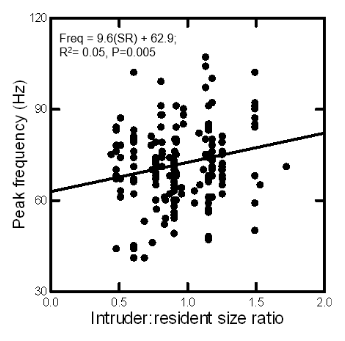 Freq = 9.6(SR) + 62.9;
R²= 0.05, P=0.005
120
90
60
30
Peak frequency (Hz)
0.0 0.5 1.0 1.5 2.0
Intruder:resident size ratio